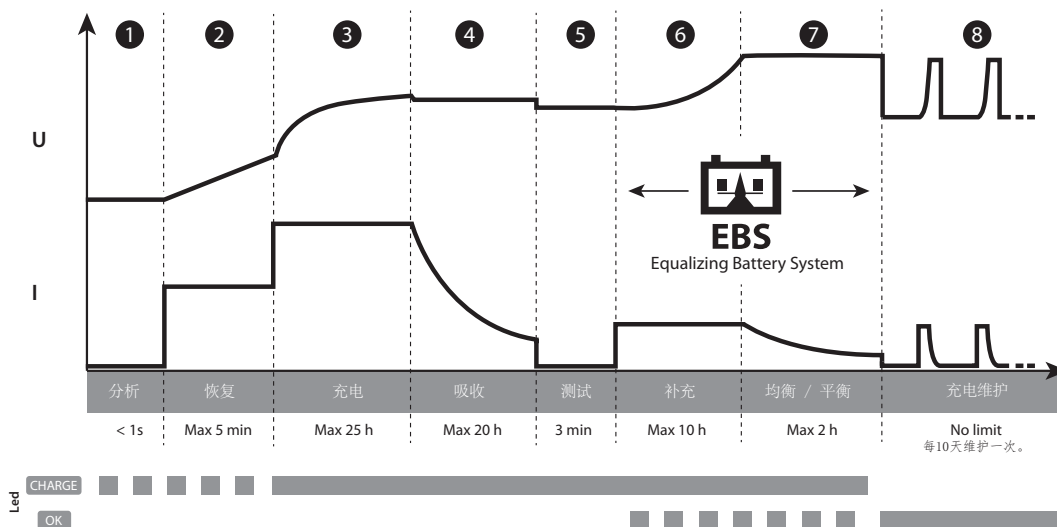 1 2 3 4 5 6 7 8
U
EBS
Equalizing Battery System
I
分析 恢复 充电 吸收 测试 补充 均衡 / 平衡 充电维护
< 1s Max 5 min Max 25 h Max 20 h 3 min Max 10 h Max 2 h No limit
每10天维护一次。
Led
CHARGE
OK